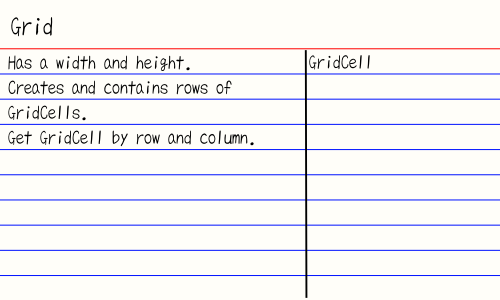 Grid
Has a width and height.
GridCell
Creates and contains rows of
GridCells.
Get GridCell by row and column.